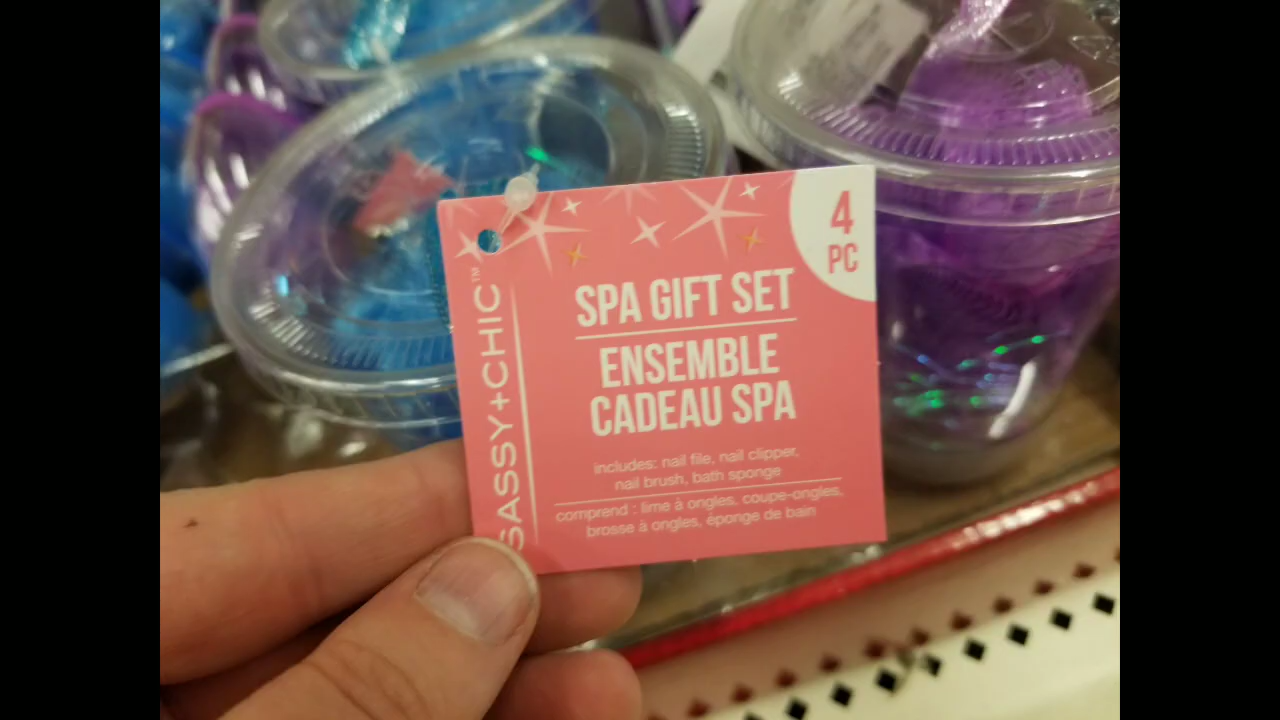 4
PC
SASSY+CHIC™
SPA GIFT SET
ENSEMBLE
CADEAU SPA
includes: nail file, nail clipper,
nail brush, bath sponge
comprend : lime à ongles, coupe-ongles,
brosse à ongles, éponge de bain